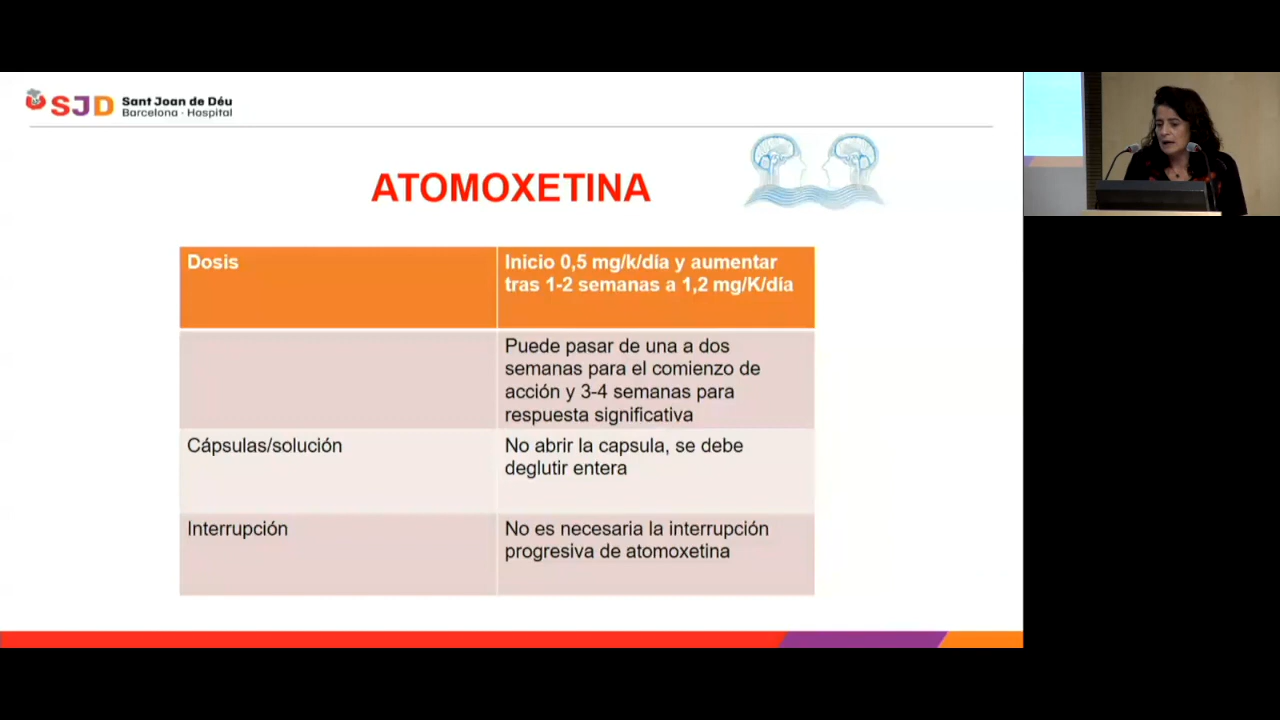 SJD Sant Joan de Déu
Barcelona · Hospital
ATOMOXETINA
Dosis
Inicio 0,5 mg/k/día y aumentar
tras 1-2 semanas a 1,2 mg/K/día
Puede pasar de una a dos
semanas para el comienzo de
acción y 3-4 semanas para
respuesta significativa
Cápsulas/solución
No abrir la capsula, se debe
deglutir entera
Interrupción
No es necesaria la interrupción
progresiva de atomoxetina